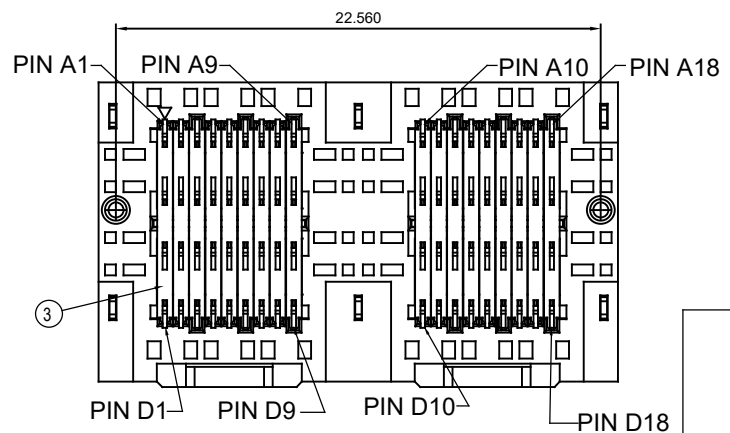 22.560
PIN A1
PIN A9
PIN A10
PIN A18
3
PIN D1
PIN D9
PIN D10
PIN D18